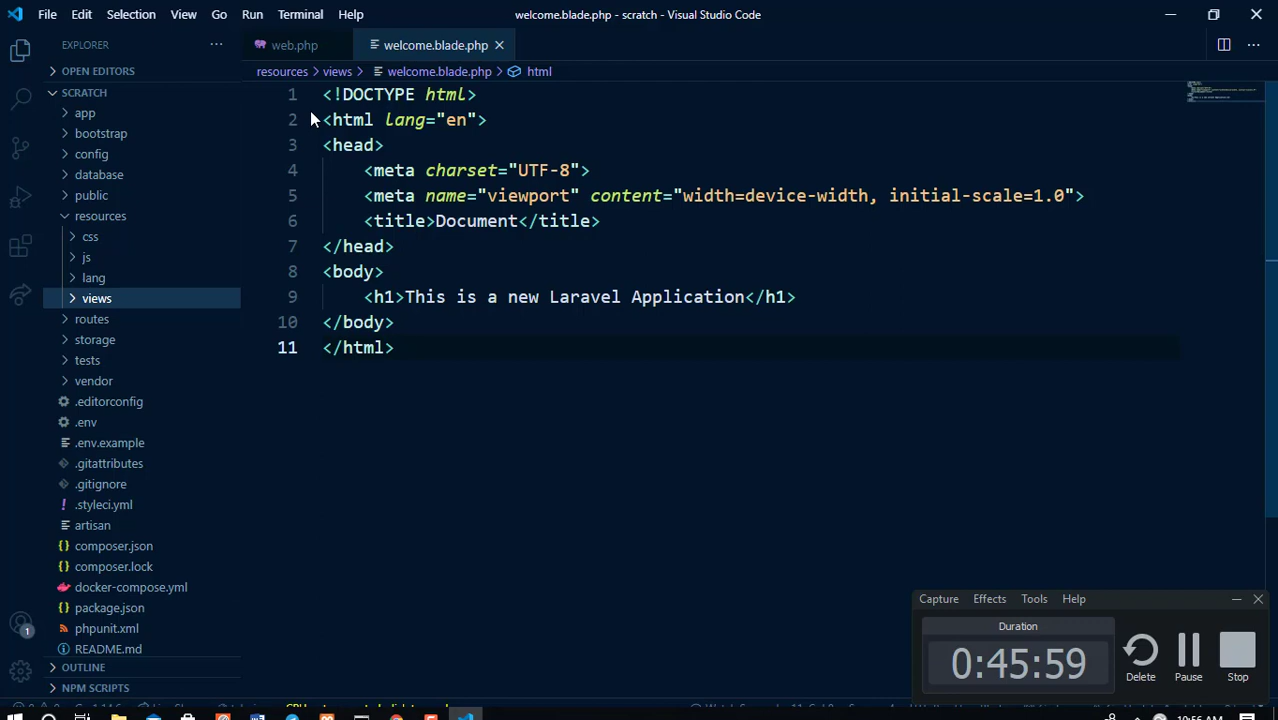 File Edit Selection View Go Run Terminal Help
welcome.blade.php - scratch - Visual Studio Code
EXPLORER
web.php
welcome.blade.php
OPEN EDITORS
resources > views > welcome.blade.php > html
SCRATCH
app
bootstrap
config
database
public
resources
css
js
lang
views
routes
storage
tests
vendor
.editorconfig
.env
.env.example
.gitattributes
.gitignore
.styleci.yml
artisan
composer.json
composer.lock
docker-compose.yml
package.json
phpunit.xml
README.md
OUTLINE
NPM SCRIPTS
1
1 <!DOCTYPE html>
2 <html lang="en">
3 <head>
4 <meta charset="UTF-8">
5 <meta name="viewport" content="width=device-width, initial-scale=1.0">
6 <title>Document</title>
7 </head>
8 <body>
9 <h1>This is a new Laravel Application</h1>
10 </body>
11 </html>
Capture Effects Tools Help
Duration
0:45:59
Delete
Pause
Stop
10:56 AM